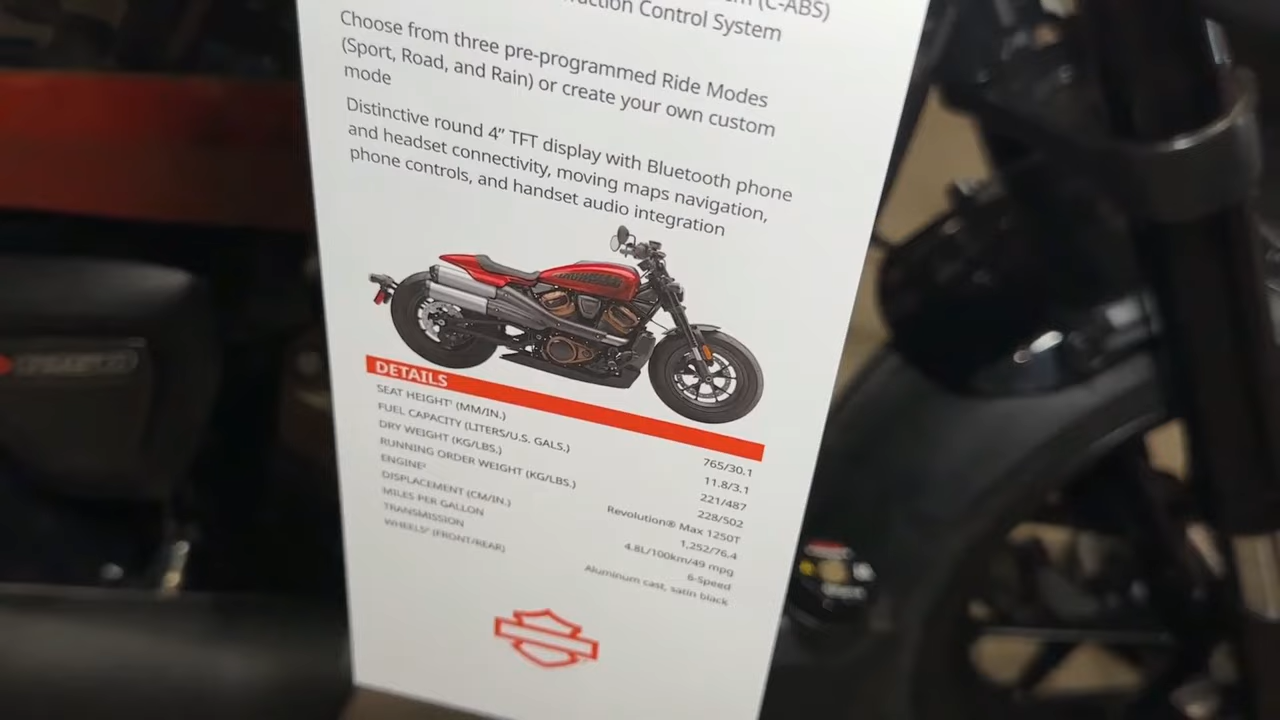 (C-ABS)
Control System
Choose from three pre-programmed Ride Modes
(Sport, Road, and Rain) or create your own custom
mode
Distinctive round 4” TFT display with Bluetooth phone
and headset connectivity, moving maps navigation,
phone controls, and handset audio integration
DETAILS
SEAT HEIGHT¹ (MM/IN.) 765/30.1
FUEL CAPACITY (LITERS/U.S. GALS.) 11.8/3.1
DRY WEIGHT (KG/LBS.) 221/487
RUNNING ORDER WEIGHT (KG/LBS.) 228/502
ENGINE² Revolution® Max 1250T
DISPLACEMENT (CM/IN.) 1,252/76.4
MILES PER GALLON 4.8L/100km/49 mpg
TRANSMISSION 6-Speed
WHEELS (FRONT/REAR) Aluminum cast, satin black